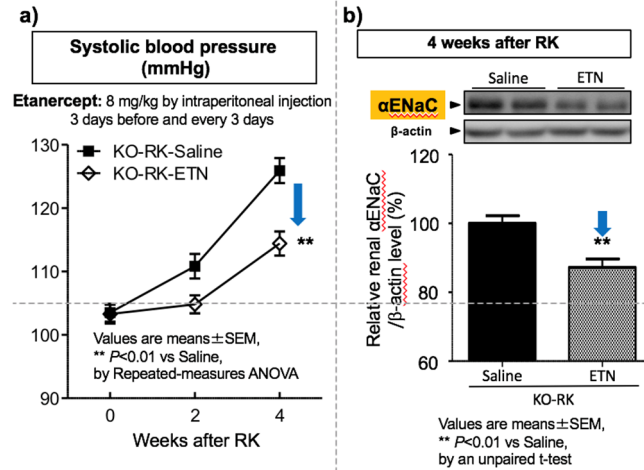 a)
Systolic blood pressure
(mmHg)
Etanercept: 8 mg/kg by intraperitoneal injection
3 days before and every 3 days
130
KO-RK-Saline
KO-RK-ETN
125
120
115
**
110
105
100
Values are means±SEM,
** P<0.01 vs Saline,
by Repeated-measures ANOVA
0 2 4
Weeks after RK
b)
4 weeks after RK
Saline ETN
αENaC
β-actin
Relative renal αENaC
/β-actin level (%)
120
100
**
80
60
Saline ETN
KO-RK
Values are means±SEM,
** P<0.01 vs Saline,
by an unpaired t-test